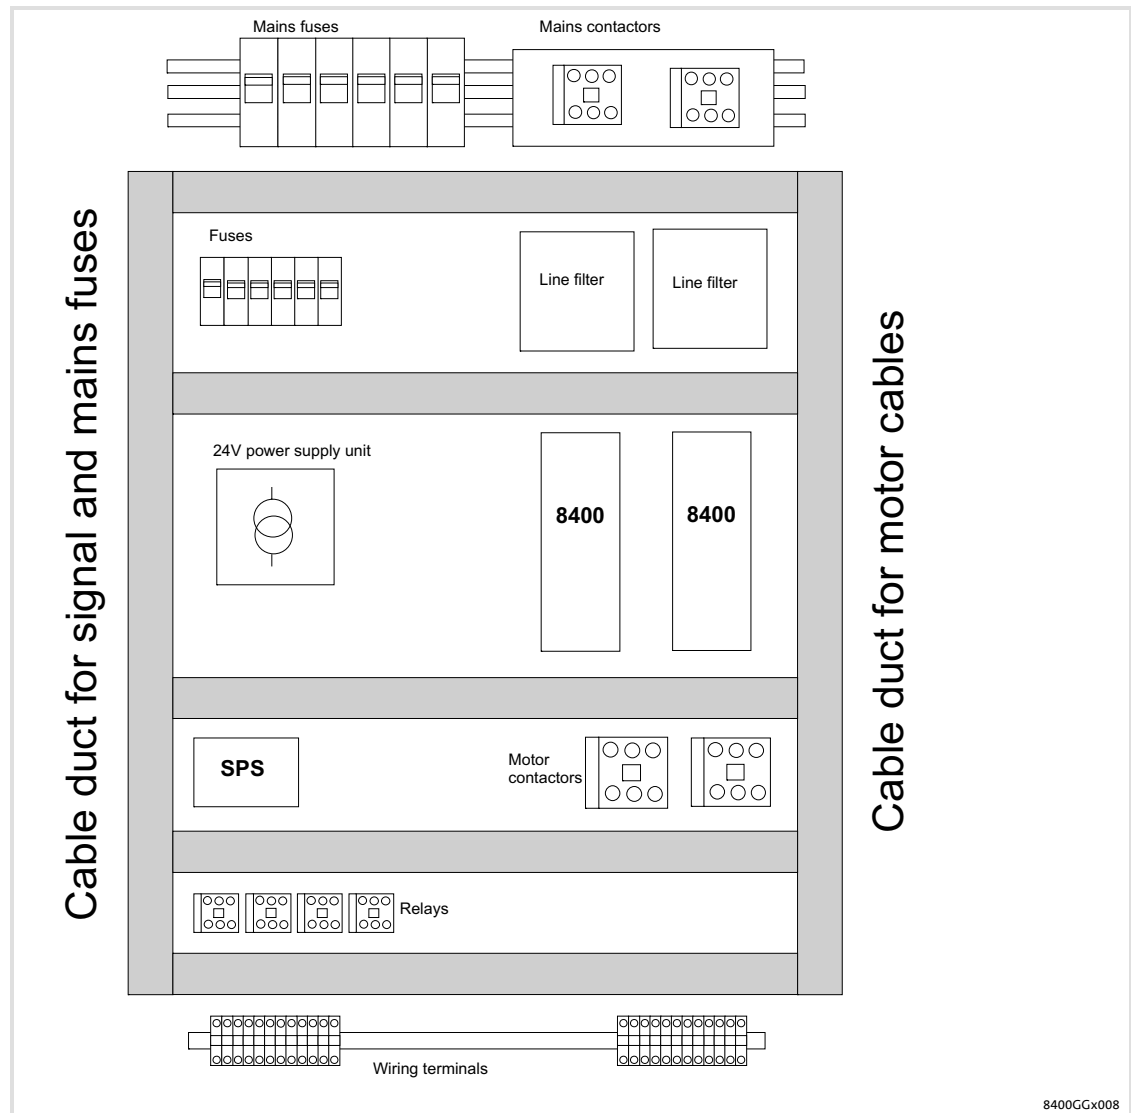 Mains fuses
Mains contactors
Cable duct for signal and mains fuses
Fuses
Line filter
Line filter
Cable duct for motor cables
24V power supply unit
8400
8400
SPS
Motor
contactors
Relays
Wiring terminals
8400GGx008